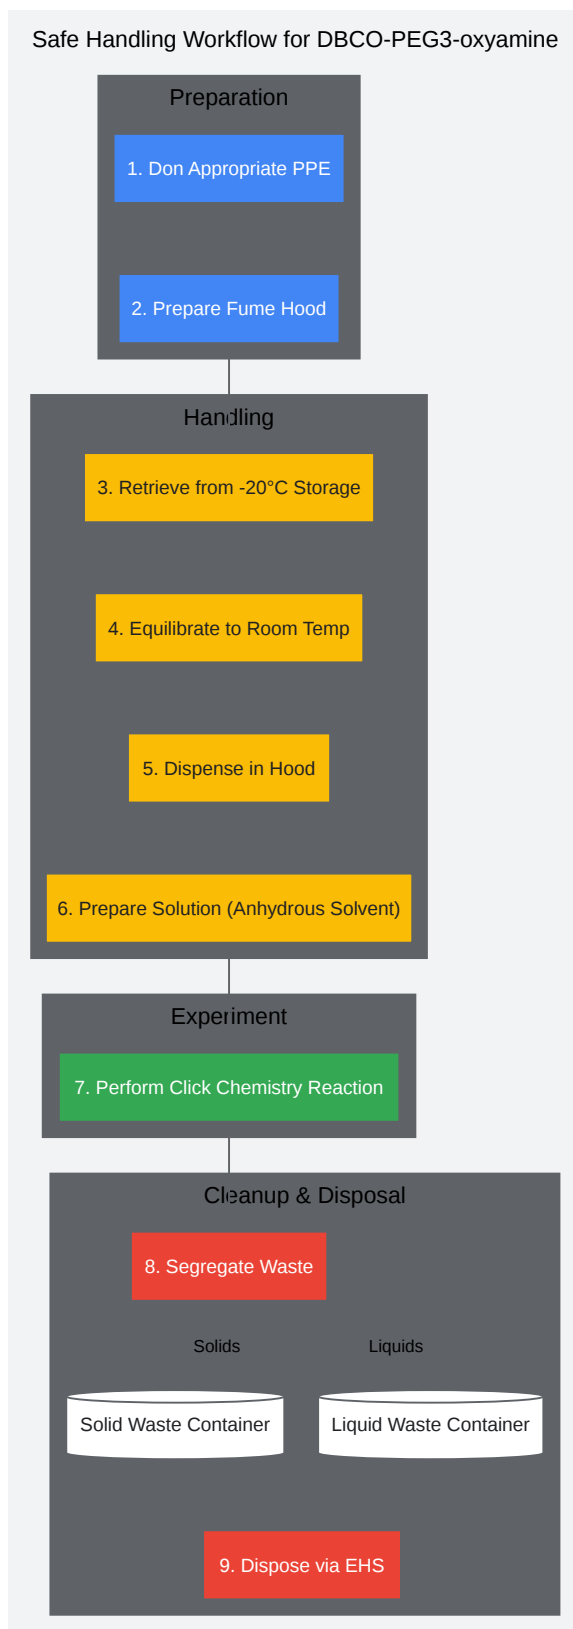 Safe Handling Workflow for DBCO-PEG3-oxyamine
Preparation
1. Don Appropriate PPE
2. Prepare Fume Hood
Handling
3. Retrieve from -20°C Storage
4. Equilibrate to Room Temp
5. Dispense in Hood
6. Prepare Solution (Anhydrous Solvent)
Experiment
7. Perform Click Chemistry Reaction
Cleanup & Disposal
8. Segregate Waste
Solids
Liquids
Solid Waste Container
Liquid Waste Container
9. Dispose via EHS